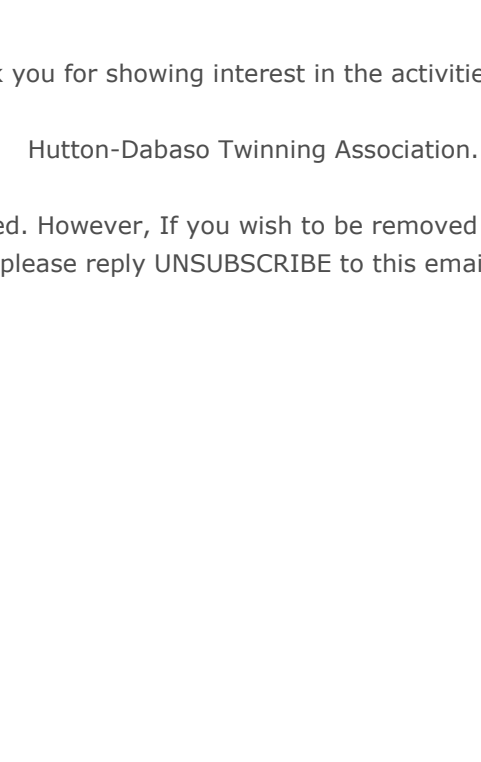 you for showing interest in the activitie
Hutton-Dabaso Twinning Association.
ed. However, If you wish to be removed
please reply UNSUBSCRIBE to this emai